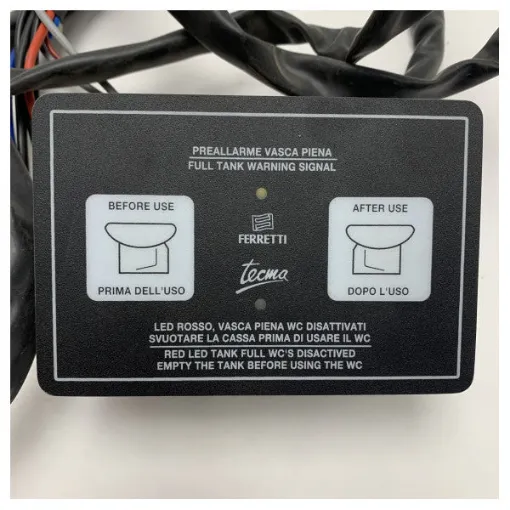 PREALLARME VASCA PIENA
FULL TANK WARNING SIGNAL
BEFORE USE
PRIMA DELL'USO
FERRETTI
tecma
AFTER USE
DOPO L'USO
LED ROSSO, VASCA PIENA WC DISATTIVATI
SVUOTARE LA CASSA PRIMA DI USARE IL WC
RED LED TANK FULL WC'S DISACTIVED
EMPTY THE TANK BEFORE USING THE WC